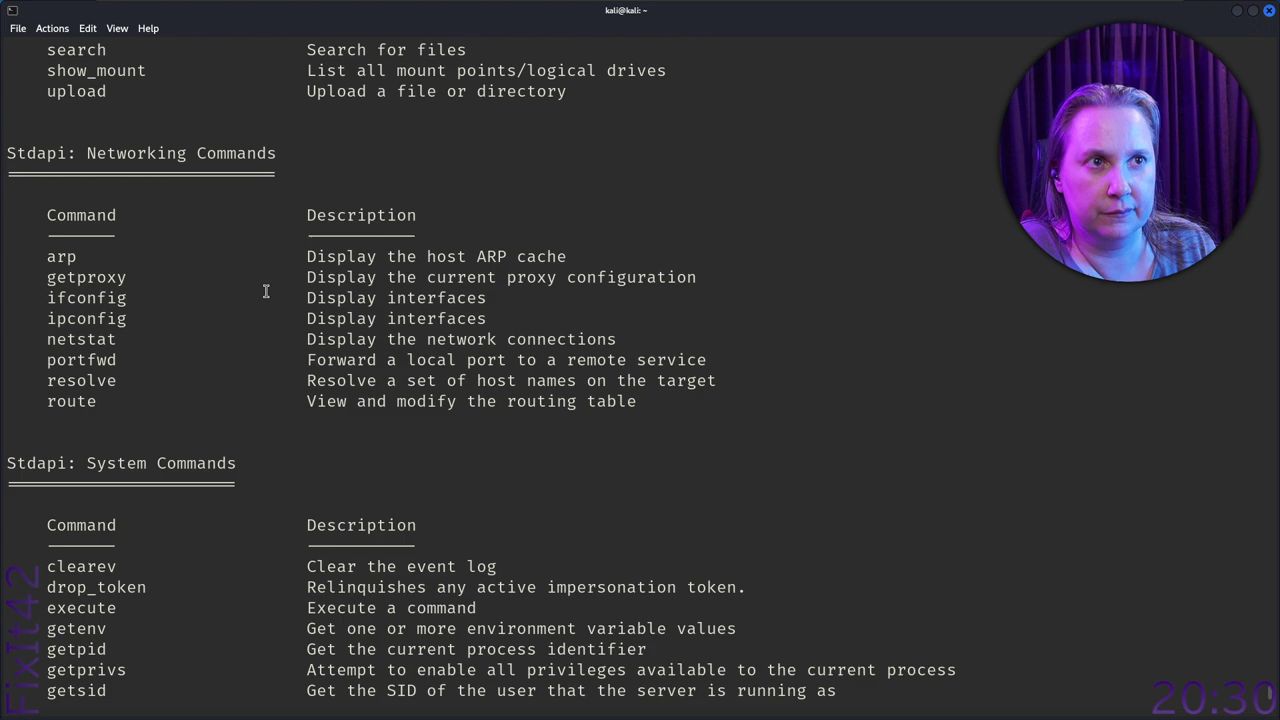 kali@kali: ~
File Actions Edit View Help
search Search for files
show_mount List all mount points/logical drives
upload Upload a file or directory
Stdapi: Networking Commands
Command Description
arp Display the host ARP cache
getproxy Display the current proxy configuration
ifconfig Display interfaces
ipconfig Display interfaces
netstat Display the network connections
portfwd Forward a local port to a remote service
resolve Resolve a set of host names on the target
route View and modify the routing table
Stdapi: System Commands
Command Description
clearev Clear the event log
drop_token Relinquishes any active impersonation token.
execute Execute a command
getenv Get one or more environment variable values
getpid Get the current process identifier
getprivs Attempt to enable all privileges available to the current process
getsid Get the SID of the user that the server is running as
FixIt42
20:30